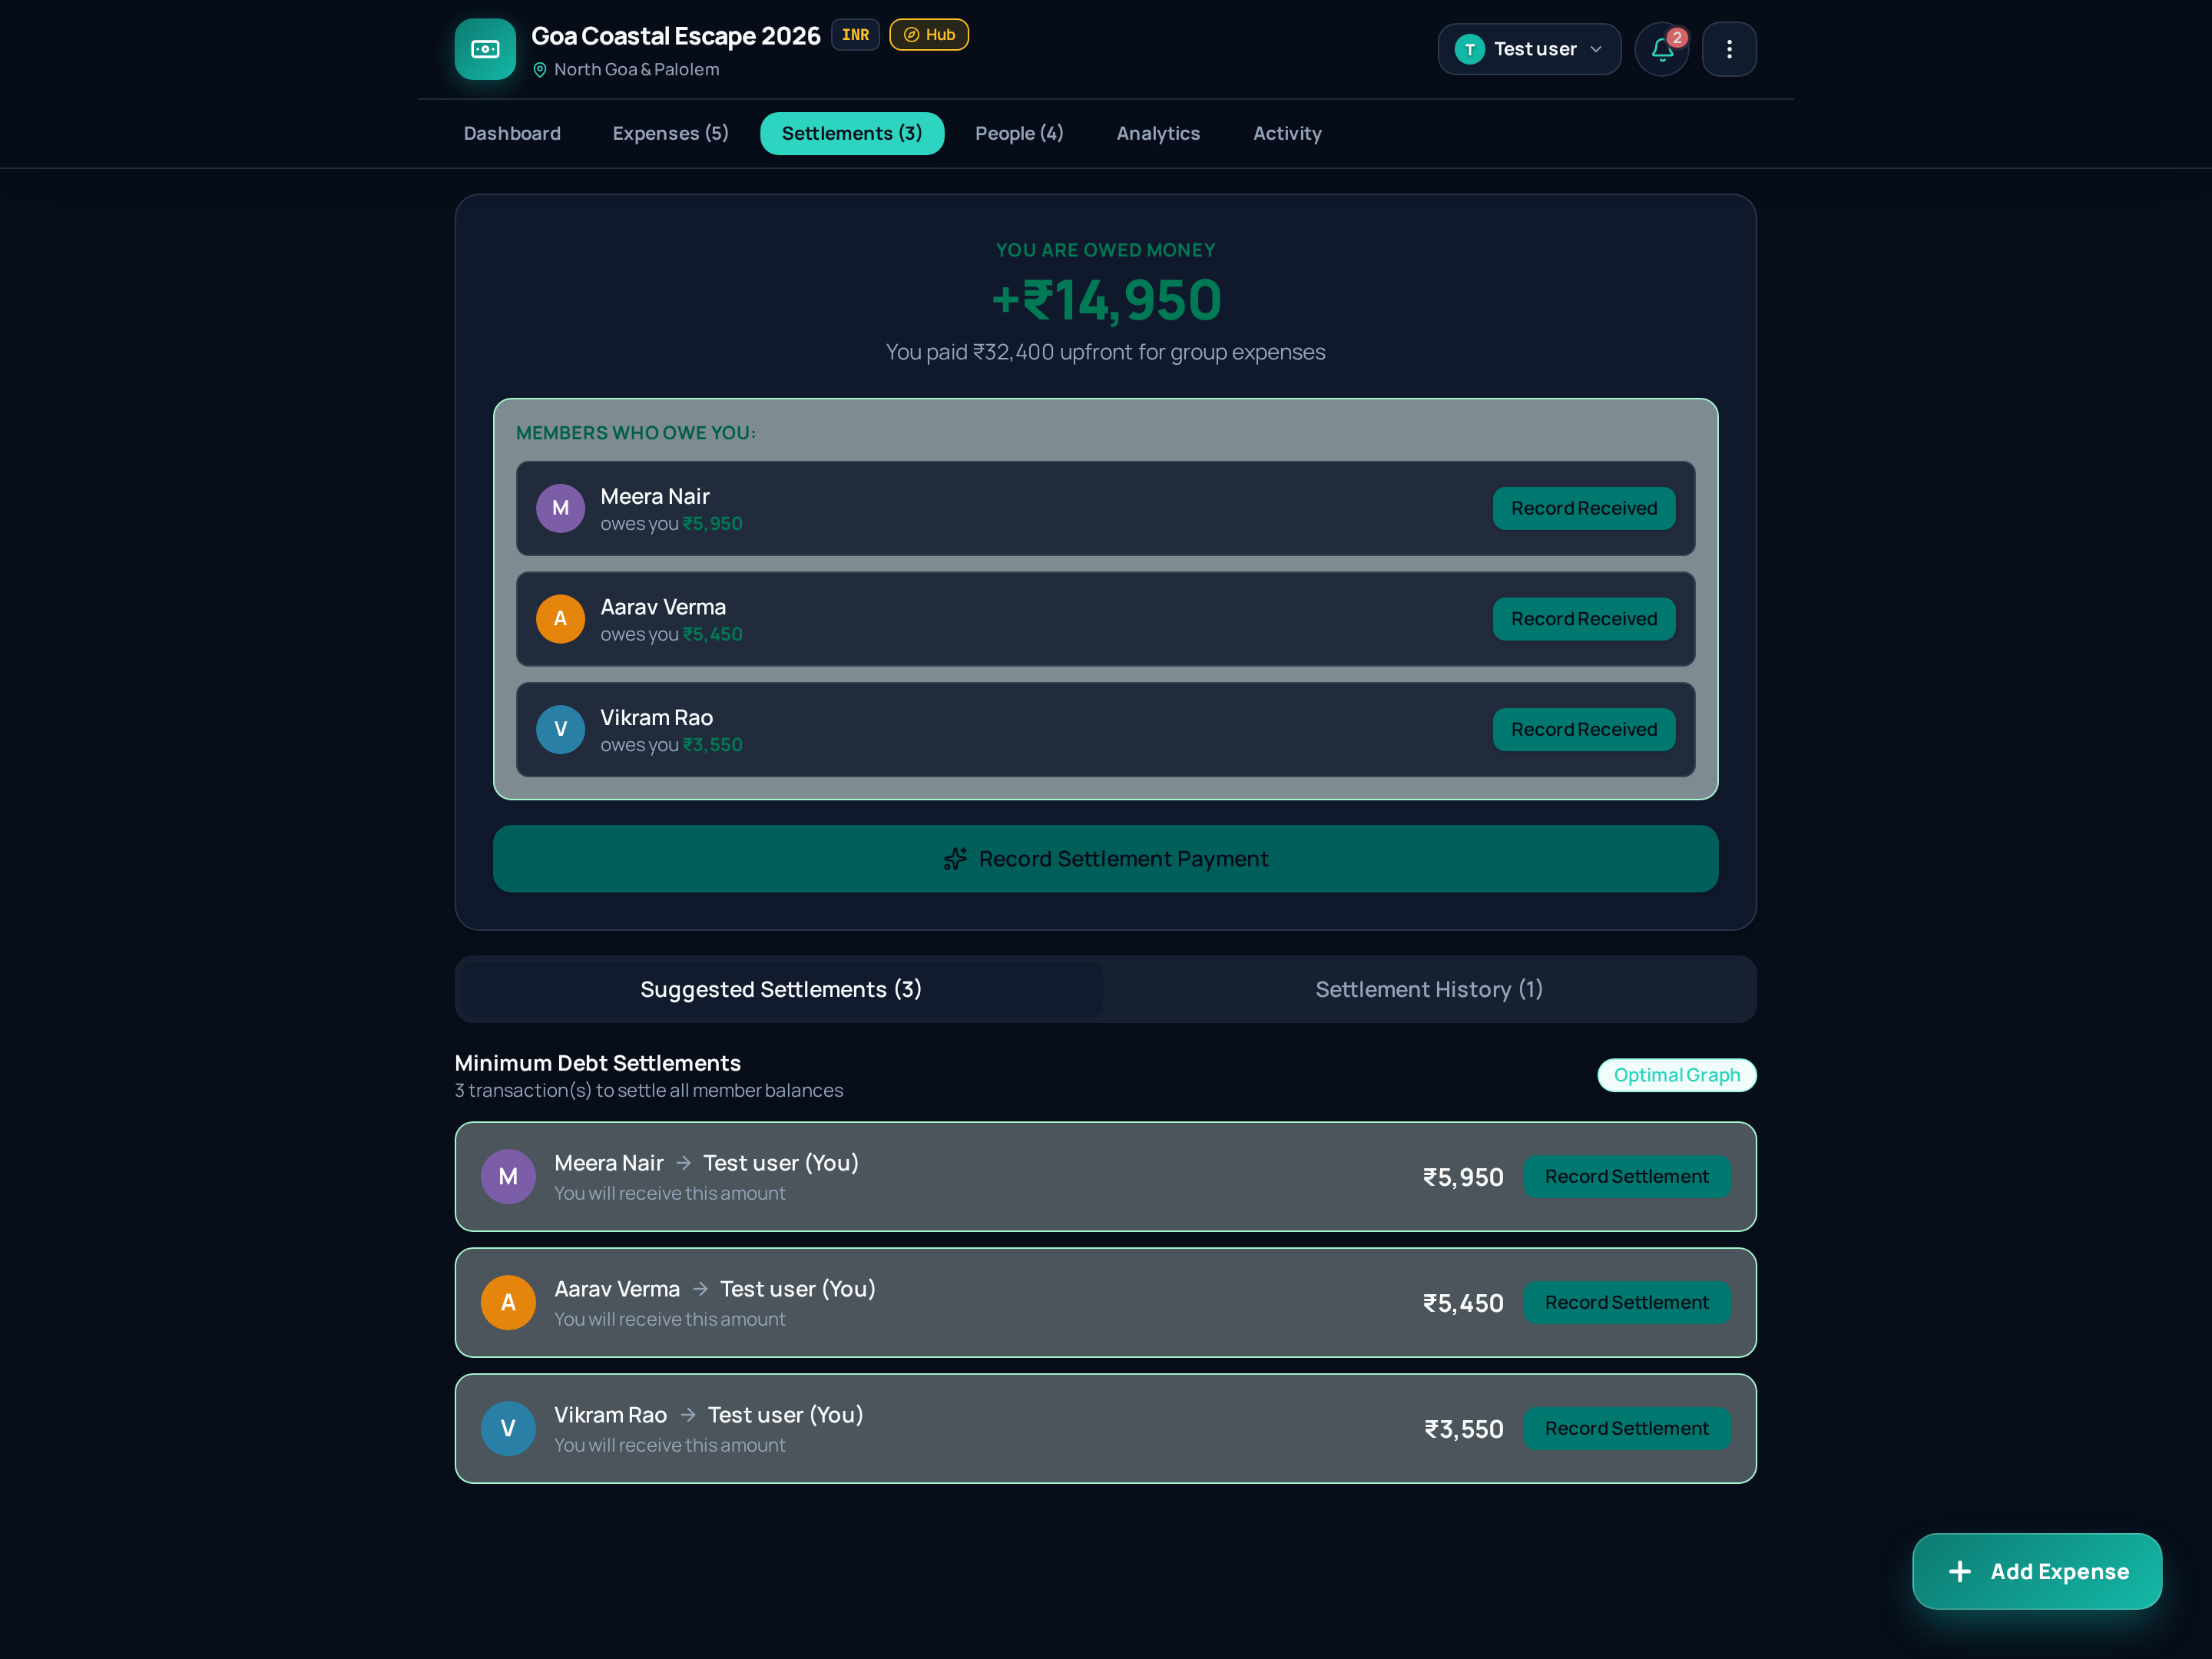 Goa Coastal Escape 2026 INR Hub
North Goa & Palolem
T Test user 2
Dashboard Expenses (5) Settlements (3) People (4) Analytics Activity
YOU ARE OWED MONEY
+₹14,950
You paid ₹32,400 upfront for group expenses
MEMBERS WHO OWE YOU:
M Meera Nair
owes you ₹5,950
Record Received
A Aarav Verma
owes you ₹5,450
Record Received
V Vikram Rao
owes you ₹3,550
Record Received
Record Settlement Payment
Suggested Settlements (3) Settlement History (1)
Minimum Debt Settlements
3 transaction(s) to settle all member balances
Optimal Graph
M Meera Nair → Test user (You)
You will receive this amount
₹5,950 Record Settlement
A Aarav Verma → Test user (You)
You will receive this amount
₹5,450 Record Settlement
V Vikram Rao → Test user (You)
You will receive this amount
₹3,550 Record Settlement
+ Add Expense